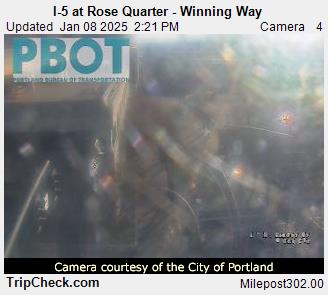 I-5 at Rose Quarter - Winning Way
Updated Jan 08 2025 2:21 PM Camera 4
PBOT
PORTLAND BUREAU OF TRANSPORTATION
Camera courtesy of the City of Portland
TripCheck.com Milepost302.00